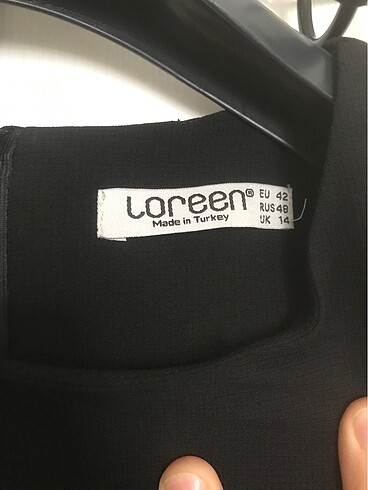 Loreen®
Made in Turkey
EU 42
RUS 48
UK 14